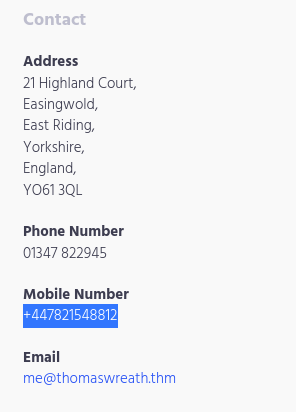 Contact
Address
21 Highland Court,
Easingwold,
East Riding,
Yorkshire,
England,
YO61 3QL
Phone Number
01347 822945
Mobile Number
+447821548812
Email
me@thomaswreath.thm